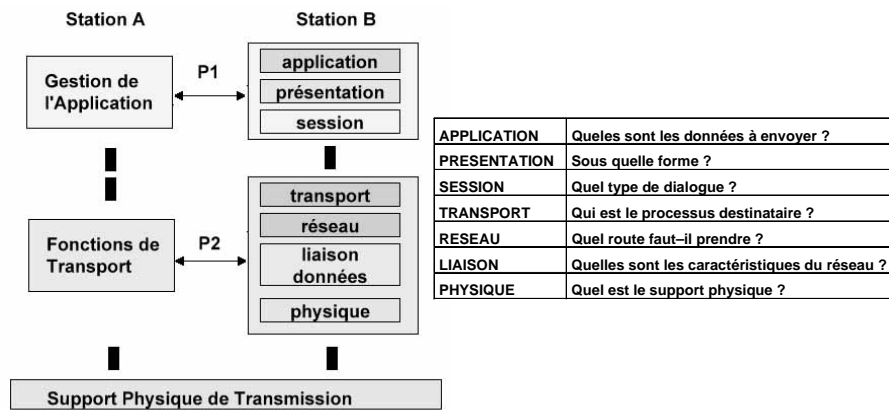 Station A
Station B
Gestion de
l'Application
P1
application
présentation
session
Fonctions de
Transport
P2
transport
réseau
liaison
données
physique
Support Physique de Transmission
APPLICATION Queles sont les données à envoyer ?
PRESENTATION Sous quelle forme ?
SESSION Quel type de dialogue ?
TRANSPORT Qui est le processus destinataire ?
RESEAU Quel route faut–il prendre ?
LIAISON Quelles sont les caractéristiques du réseau ?
PHYSIQUE Quel est le support physique ?